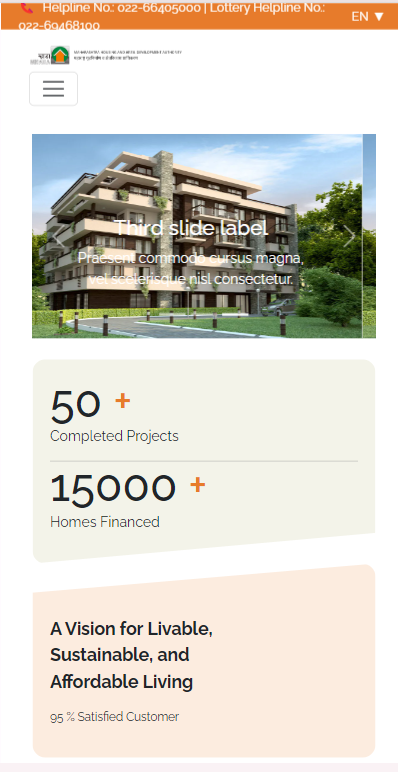 Helpline No.: 022-66405000 | Lottery Helpline No.:
022-69468100
EN ▼
MAHARASHTRA HOUSING AND AREA DEVELOPMENT AUTHORITY
Third slide label
Praesent commodo cursus magna,
vel scelerisque nisl consectetur.
50 +
Completed Projects
15000 +
Homes Financed
A Vision for Livable,
Sustainable, and
Affordable Living
95 % Satisfied Customer